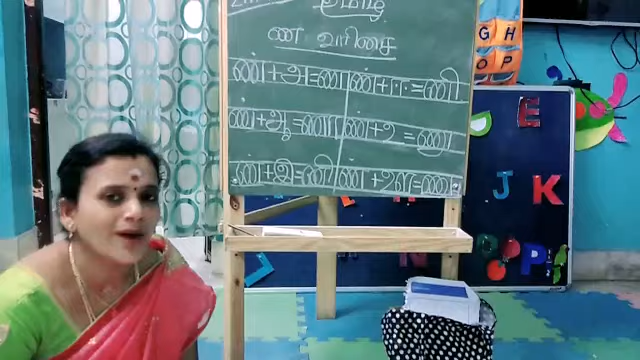 தமிழ்
ண வரிசை
ண்+அ=ண ண்+ஈ=ணீ
ண்+ஆ=ணா ண்+உ=ணு
ண்+இ=ணி ண்+ஊ=ணூ
G H
O P
E
J K
P